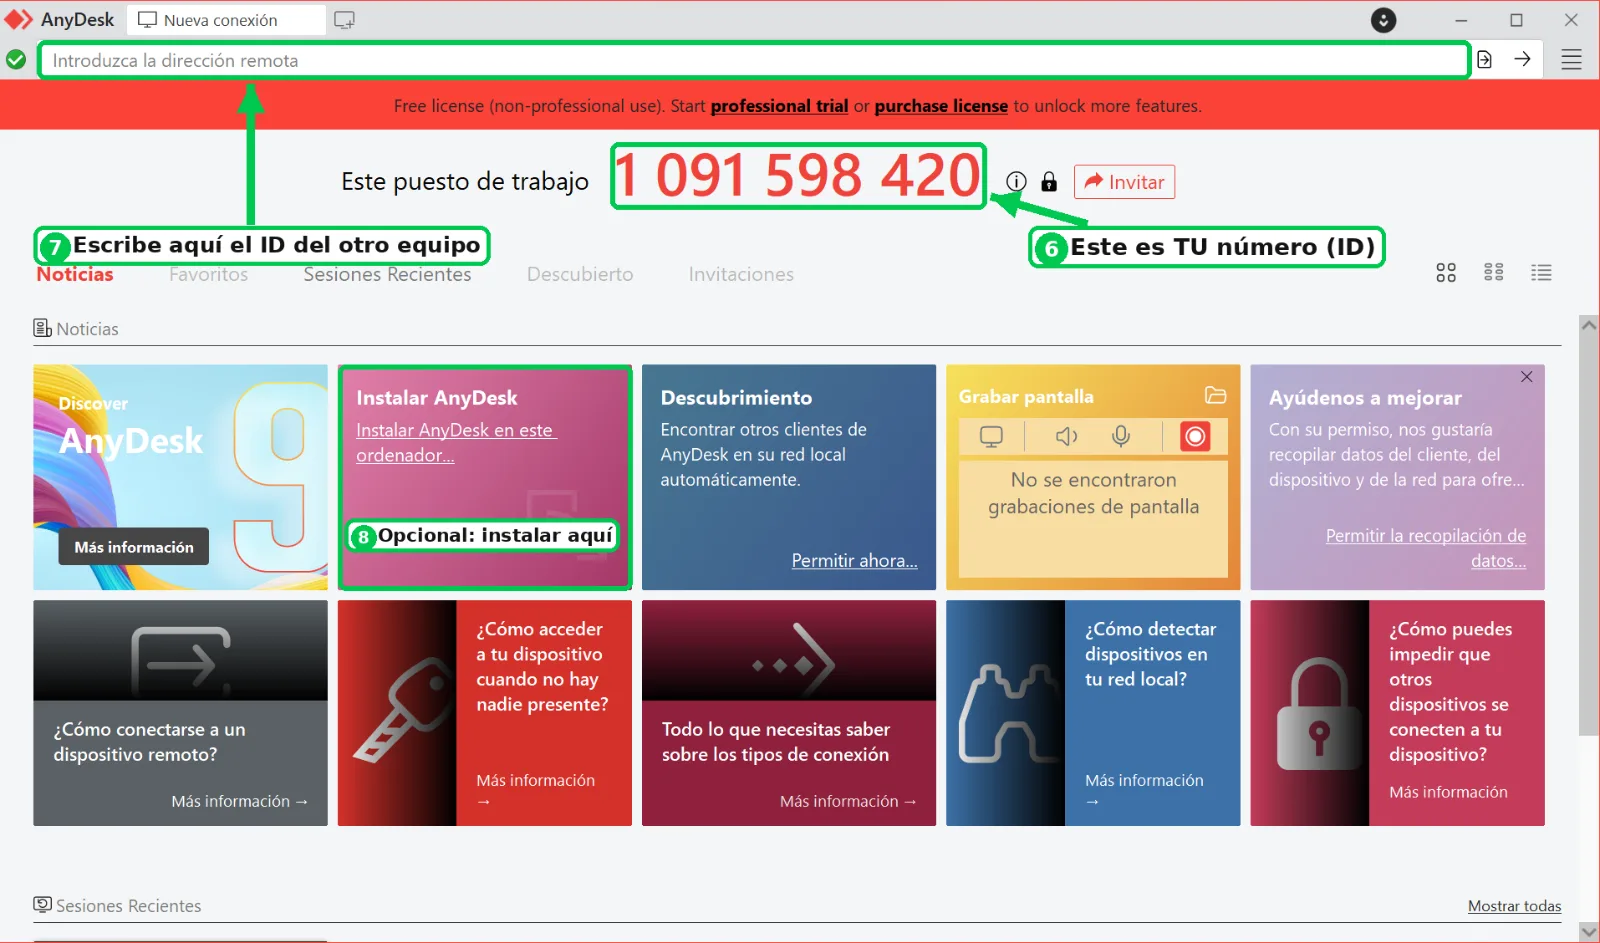 AnyDesk
Nueva conexión
Introduzca la dirección remota
Free license (non-professional use). Start professional trial or purchase license to unlock more features.
Este puesto de trabajo
1 091 598 420
Invitar
7 Escribe aquí el ID del otro equipo
6 Este es TU número (ID)
Noticias
Favoritos
Sesiones Recientes
Descubierto
Invitaciones
Noticias
Discover
AnyDesk
9
Más información
Instalar AnyDesk
Instalar AnyDesk en este
ordenador...
8 Opcional: instalar aquí
Descubrimiento
Encontrar otros clientes de
AnyDesk en su red local
automáticamente.
Permitir ahora...
Grabar pantalla
No se encontraron
grabaciones de pantalla
Ayúdenos a mejorar
Con su permiso, nos gustaría
recopilar datos del cliente, del
dispositivo y de la red para ofre...
Permitir la recopilación de
datos...
¿Cómo conectarse a un
dispositivo remoto?
Más información →
¿Cómo acceder
a tu dispositivo
cuando no hay
nadie presente?
Más información
→
Todo lo que necesitas saber
sobre los tipos de conexión
Más información →
¿Cómo detectar
dispositivos en
tu red local?
Más información
→
¿Cómo puedes
impedir que
otros
dispositivos se
conecten a tu
dispositivo?
Más información
Sesiones Recientes
Mostrar todas